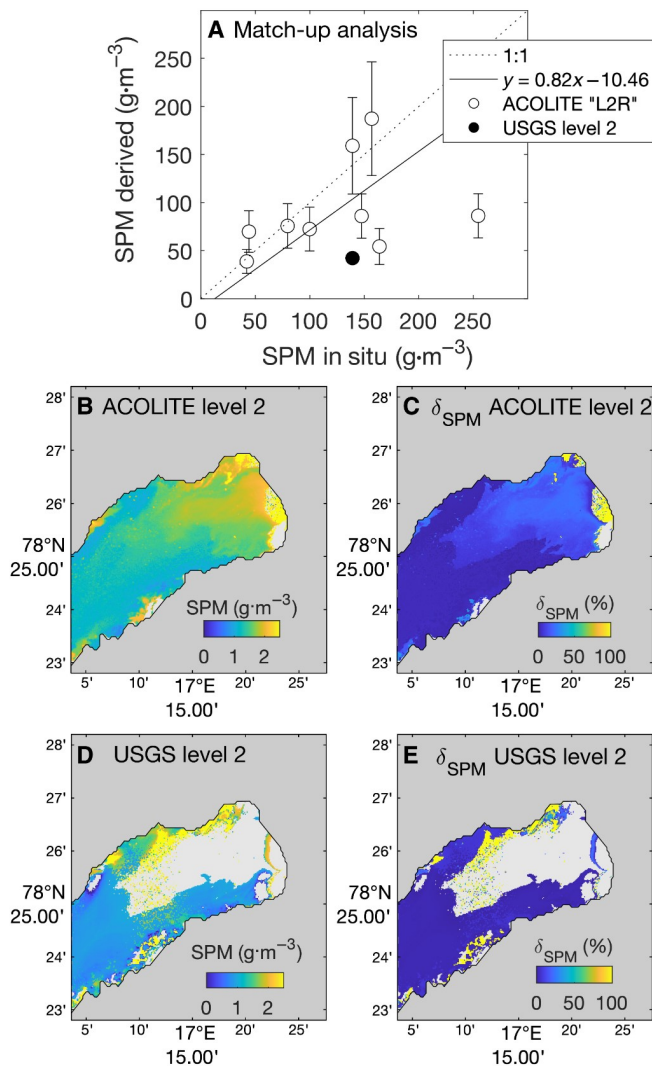 A Match-up analysis
SPM derived (g·m⁻³)
300
250
200
150
100
50
0
1:1
y = 0.82x−10.46
ACOLITE "L2R"
USGS level 2
0 50 100 150 200 250
SPM in situ (g·m⁻³)
B ACOLITE level 2
28'
27'
26'
78°N
25.00'
24'
23'
SPM (g·m⁻³)
0 1 2
5' 10' 17°E 20' 25'
15.00'
C δSPM ACOLITE level 2
28'
27'
26'
78°N
25.00'
24'
23'
δSPM (%)
0 50 100
5' 10' 17°E 20' 25'
15.00'
D USGS level 2
28'
27'
26'
78°N
25.00'
24'
23'
SPM (g·m⁻³)
0 1 2
5' 10' 17°E 20' 25'
15.00'
E δSPM USGS level 2
28'
27'
26'
78°N
25.00'
24'
23'
δSPM (%)
0 50 100
5' 10' 17°E 20' 25'
15.00'